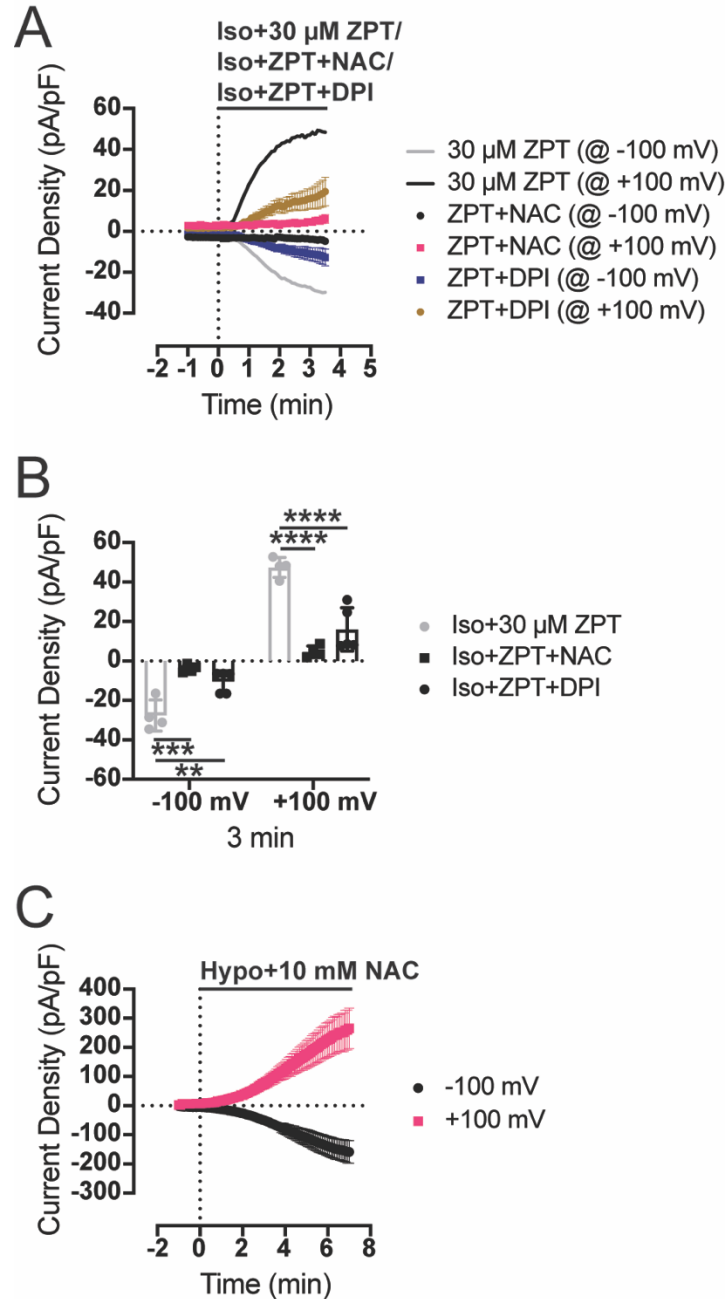 A
Iso+30 µM ZPT/
Iso+ZPT+NAC/
Iso+ZPT+DPI
Current Density (pA/pF)
60
40
20
0
-20
-40
-2 -1 0 1 2 3 4 5
Time (min)
30 µM ZPT (@ -100 mV)
30 µM ZPT (@ +100 mV)
ZPT+NAC (@ -100 mV)
ZPT+NAC (@ +100 mV)
ZPT+DPI (@ -100 mV)
ZPT+DPI (@ +100 mV)
B
Current Density (pA/pF)
60
40
20
0
-20
-40
-60
****
****
***
**
-100 mV +100 mV
3 min
Iso+30 µM ZPT
Iso+ZPT+NAC
Iso+ZPT+DPI
C
Hypo+10 mM NAC
Current Density (pA/pF)
400
300
200
100
0
-100
-200
-300
-2 0 2 4 6 8
Time (min)
-100 mV
+100 mV